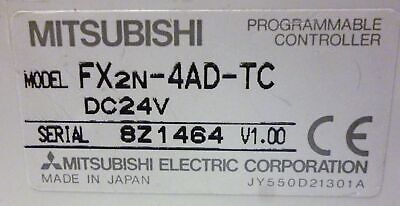 MITSUBISHI
PROGRAMMABLE
CONTROLLER
MODEL FX2N-4AD-TC
DC24V
SERIAL 8Z1464 V1.00
CE
MITSUBISHI ELECTRIC CORPORATION
MADE IN JAPAN JY550D21301A